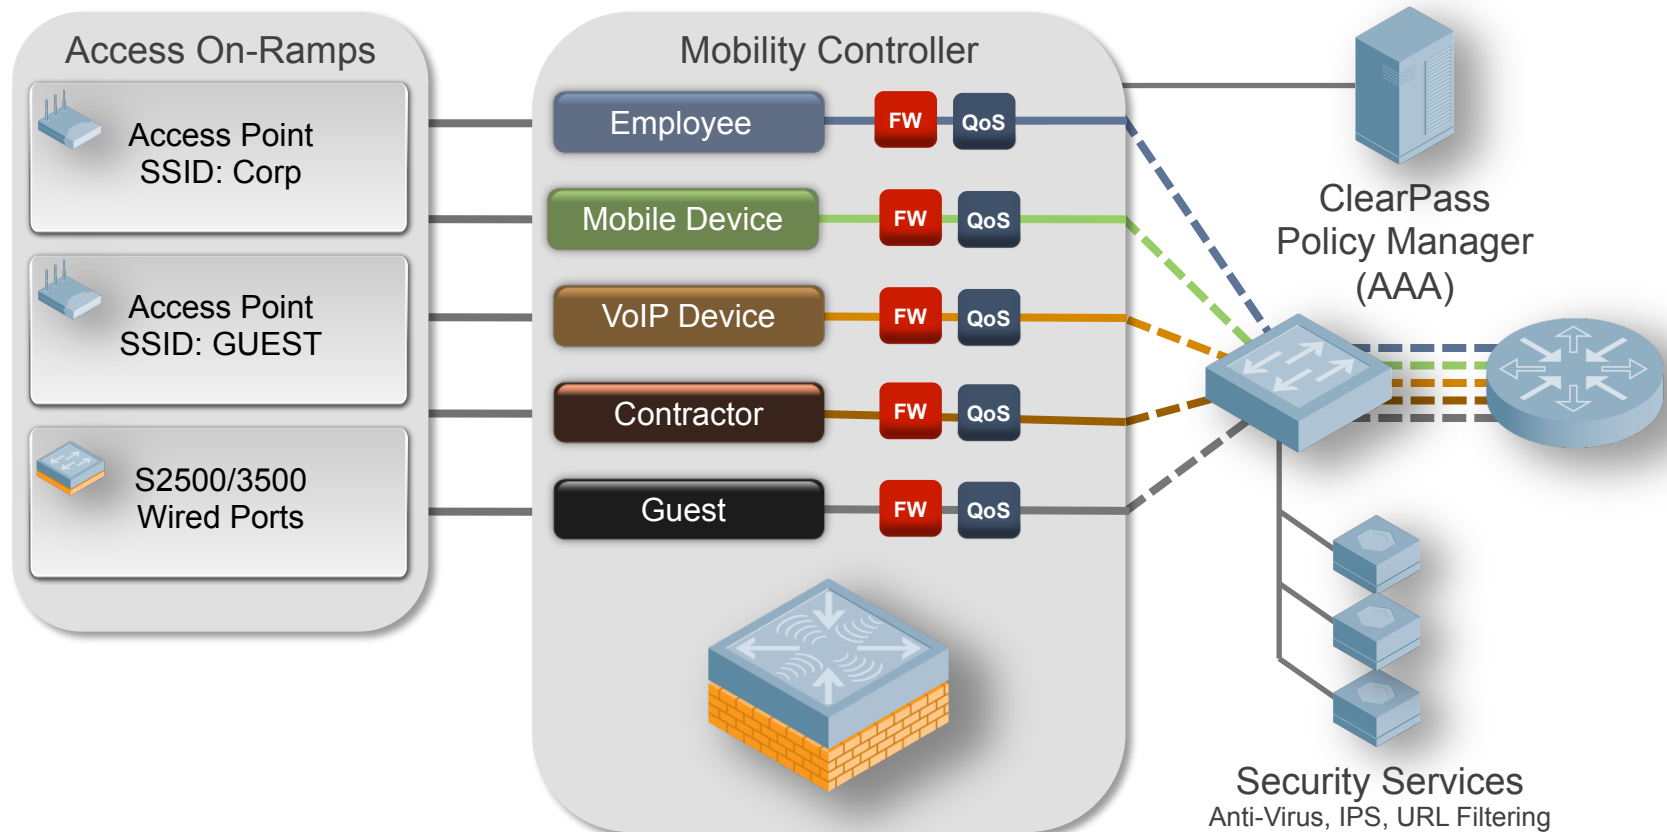 Access On-Ramps
Access Point
SSID: Corp
Access Point
SSID: GUEST
S2500/3500
Wired Ports
Mobility Controller
Employee
FW
QoS
Mobile Device
FW
QoS
VoIP Device
FW
QoS
Contractor
FW
QoS
Guest
FW
QoS
ClearPass
Policy Manager
(AAA)
Security Services
Anti-Virus, IPS, URL Filtering